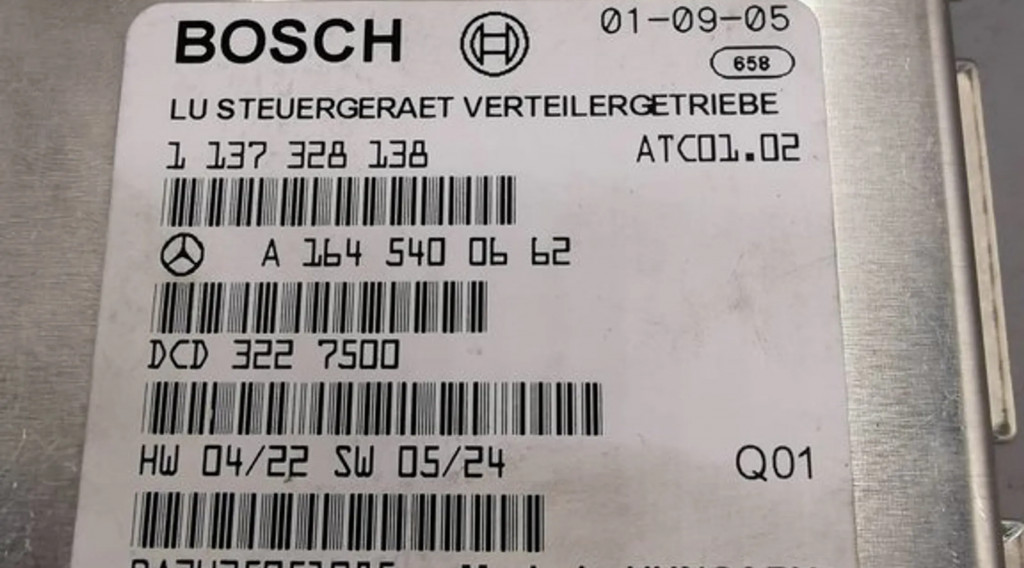 BOSCH 01-09-05
658
LU STEUERGERAET VERTEILERGETRIEBE
1 137 328 138 ATC01.02
A 164 540 06 62
DCD 322 7500
HW 04/22 SW 05/24 Q01